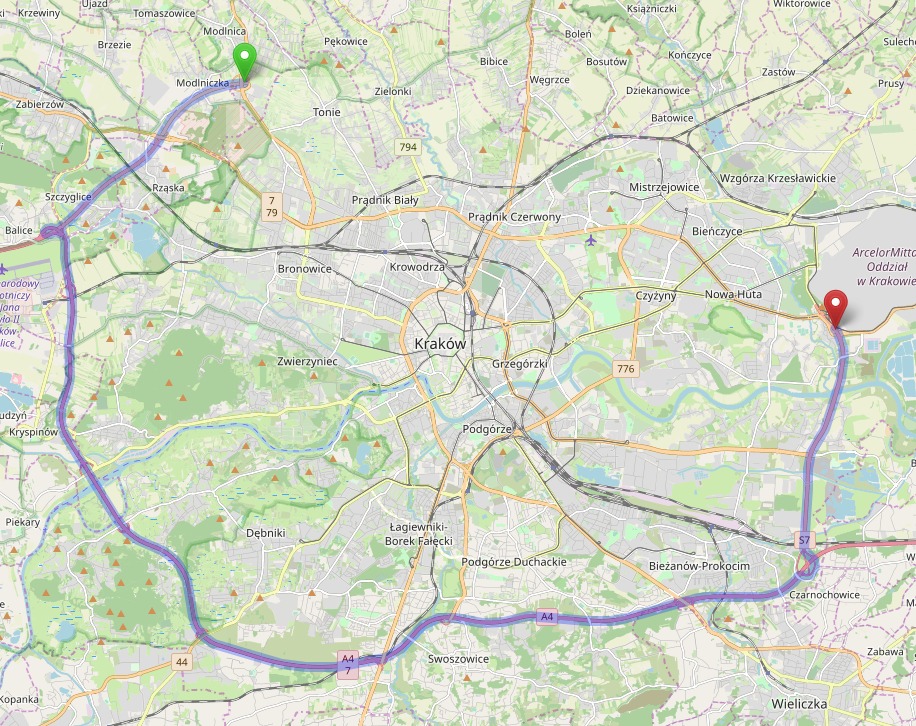 Ujazd
Krzewiny
Tomaszowice
Książniczki
Wiktorowice
Modlnica
Boleń
Brzezie
Pękowice
Kończyce
Bibice
Bosutów
Zastów
Węgrzce
Prusy
Modlniczka
Dziekanowice
Zielonki
Zabierzów
Tonie
Batowice
794
Wzgórza Krzesławickie
Rząska
Mistrzejowice
Szczyglice
7
79
Prądnik Biały
Prądnik Czerwony
Balice
Bieńczyce
ArcelorMitta
Oddział
w Krakowie
Bronowice
Krowodrza
Czyżyny
Nowa Huta
Kraków
Zwierzyniec
Grzegórzki
776
Kryspinów
Podgórze
Piekary
Dębniki
Łagiewniki-
Borek Fałęcki
S7
Podgórze Duchackie
Bieżanów-Prokocim
Czarnochowice
A4
44
A4
7
Swoszowice
Zabawa
Kopanka
Wieliczka